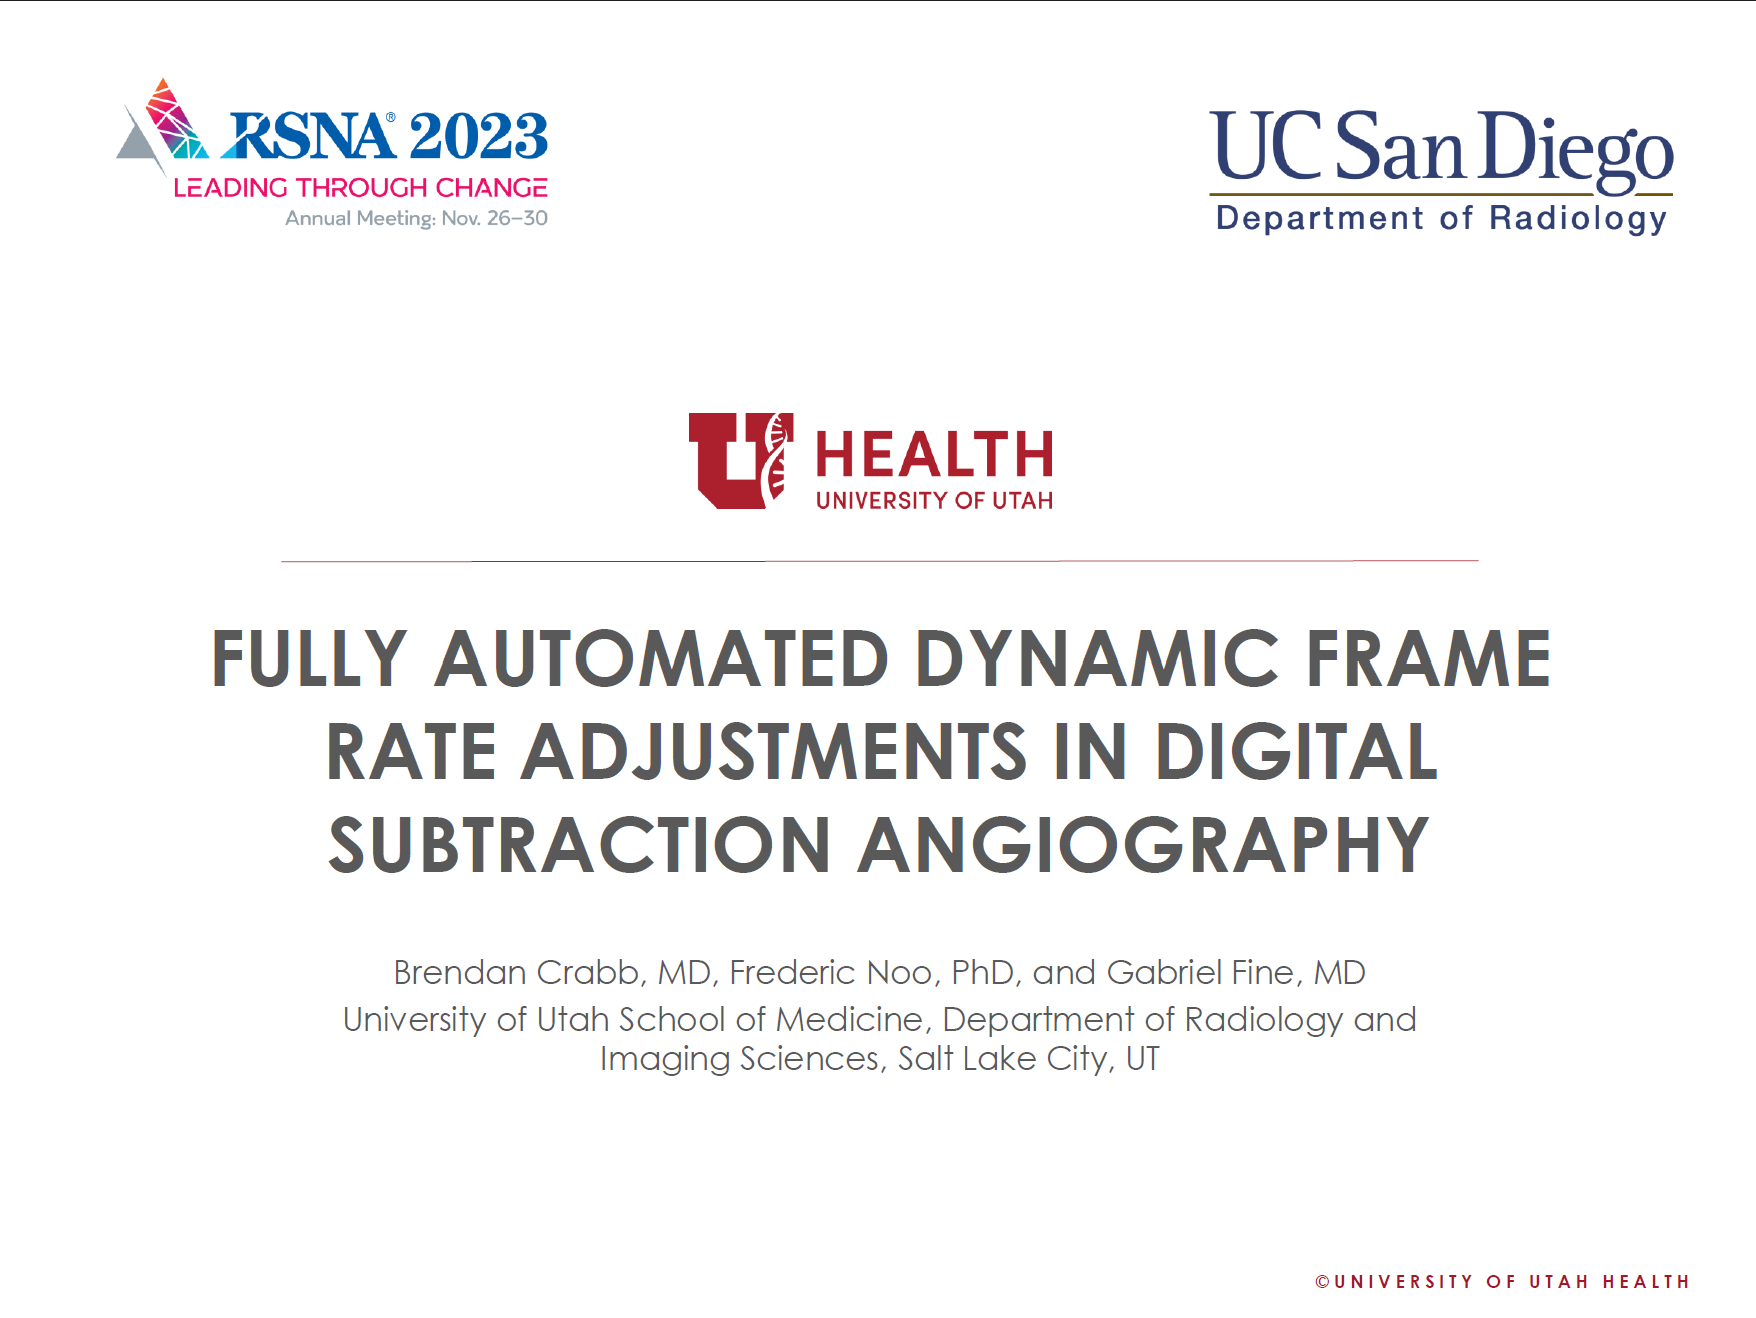 RSNA® 2023
LEADING THROUGH CHANGE
Annual Meeting: Nov. 26–30
UC San Diego
Department of Radiology
U HEALTH
UNIVERSITY OF UTAH
FULLY AUTOMATED DYNAMIC FRAME
RATE ADJUSTMENTS IN DIGITAL
SUBTRACTION ANGIOGRAPHY
Brendan Crabb, MD, Frederic Noo, PhD, and Gabriel Fine, MD
University of Utah School of Medicine, Department of Radiology and
Imaging Sciences, Salt Lake City, UT
©UNIVERSITY OF UTAH HEALTH